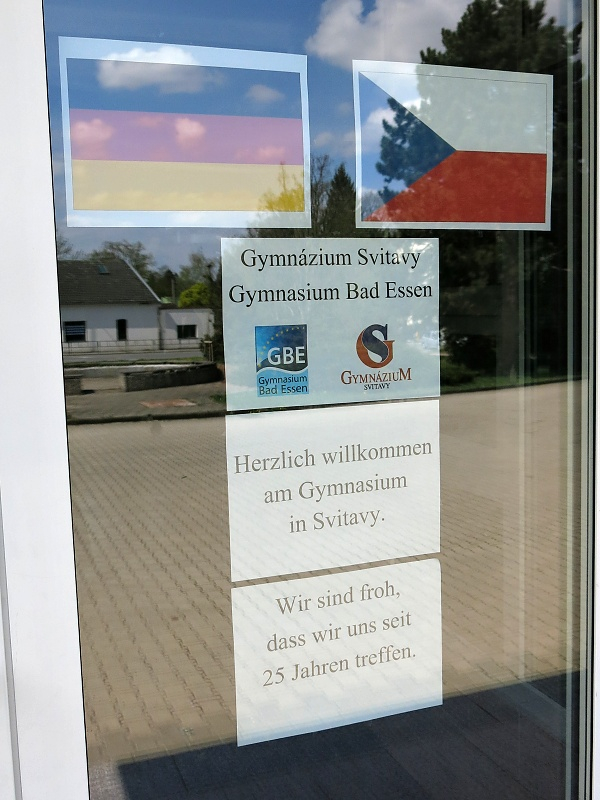 Gymnázium Svitavy
Gymnasium Bad Essen
GBE
Gymnasium
Bad Essen
GS
GYMNÁZIUM
SVITAVY
Herzlich willkommen
am Gymnasium
in Svitavy.
Wir sind froh,
dass wir uns seit
25 Jahren treffen.